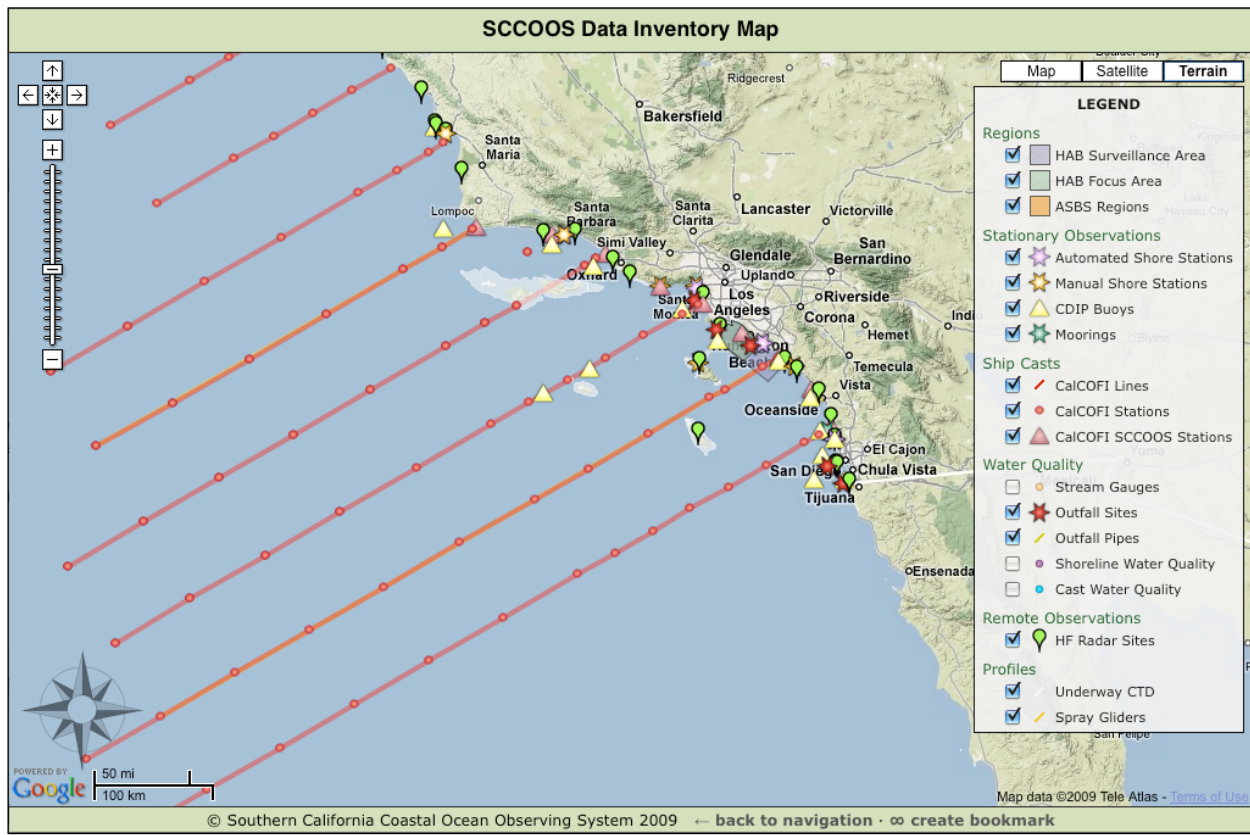 SCCOOS Data Inventory Map
Boulder City
Map
Satellite
Terrain
Ridgecrest
LEGEND
Bakersfield
Regions
HAB Surveillance Area
HAB Focus Area
ASBS Regions
Santa
Maria
Lompoc
Santa
Barbara
Santa
Clarita
Lancaster
Victorville
Stationary Observations
Automated Shore Stations
Manual Shore Stations
CDIP Buoys
Moorings
Simi Valley
Oxnard
Glendale
Upland
San
Bernardino
Los
Angeles
Riverside
Corona
Hemet
Indi
Temecula
Vista
Oceanside
Ship Casts
CalCOFI Lines
CalCOFI Stations
CalCOFI SCCOOS Stations
El Cajon
Chula Vista
Tijuana
Yuma
Water Quality
Stream Gauges
Outfall Sites
Outfall Pipes
Shoreline Water Quality
Cast Water Quality
Ensenada
Remote Observations
HF Radar Sites
Profiles
Underway CTD
Spray Gliders
San Felipe
POWERED BY
Google
50 mi
100 km
Map data ©2009 Tele Atlas - Terms of Use
© Southern California Coastal Ocean Observing System 2009 ← back to navigation · ∞ create bookmark